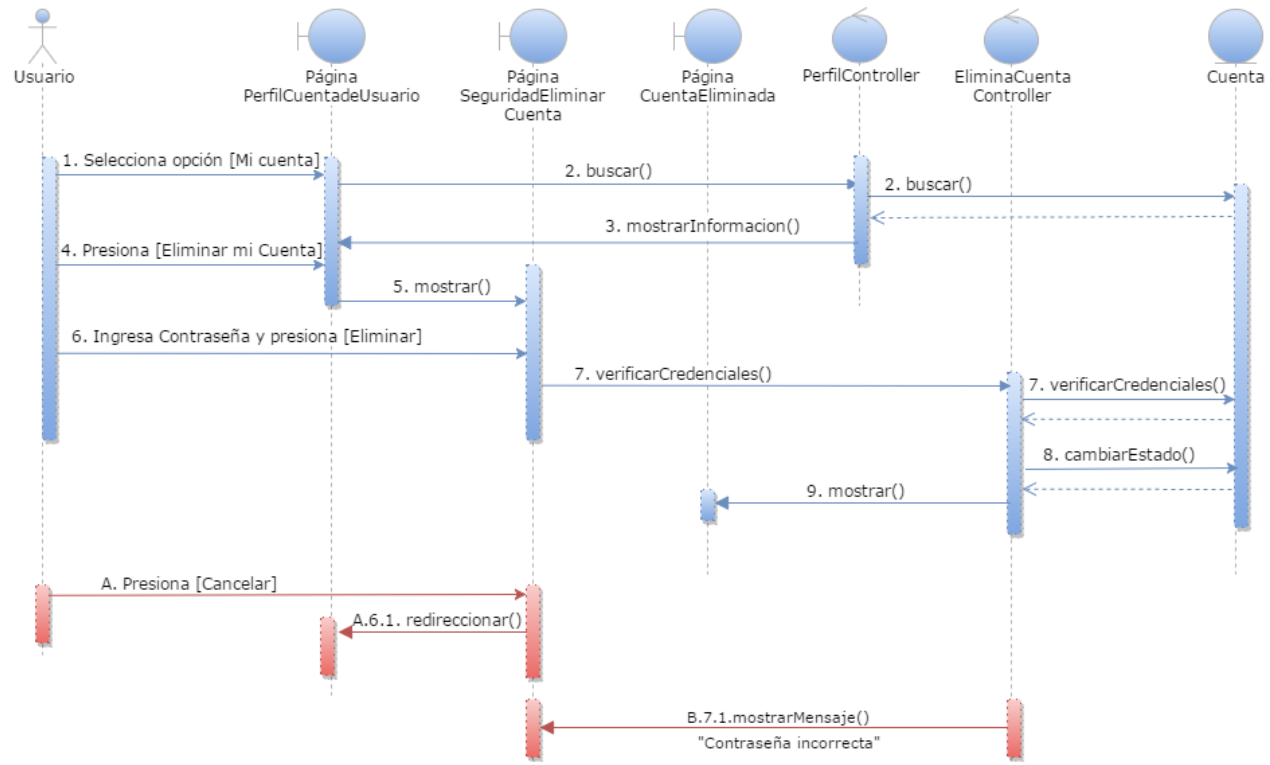 Usuario
Página
PerfilCuentadeUsuario
Página
SeguridadEliminar
Cuenta
Página
CuentaEliminada
PerfilController
EliminaCuenta
Controller
Cuenta
1. Selecciona opción [Mi cuenta]
2. buscar()
2. buscar()
3. mostrarInformacion()
4. Presiona [Eliminar mi Cuenta]
5. mostrar()
6. Ingresa Contraseña y presiona [Eliminar]
7. verificarCredenciales()
7. verificarCredenciales()
8. cambiarEstado()
9. mostrar()
A. Presiona [Cancelar]
A.6.1. redireccionar()
B.7.1.mostrarMensaje()
"Contraseña incorrecta"